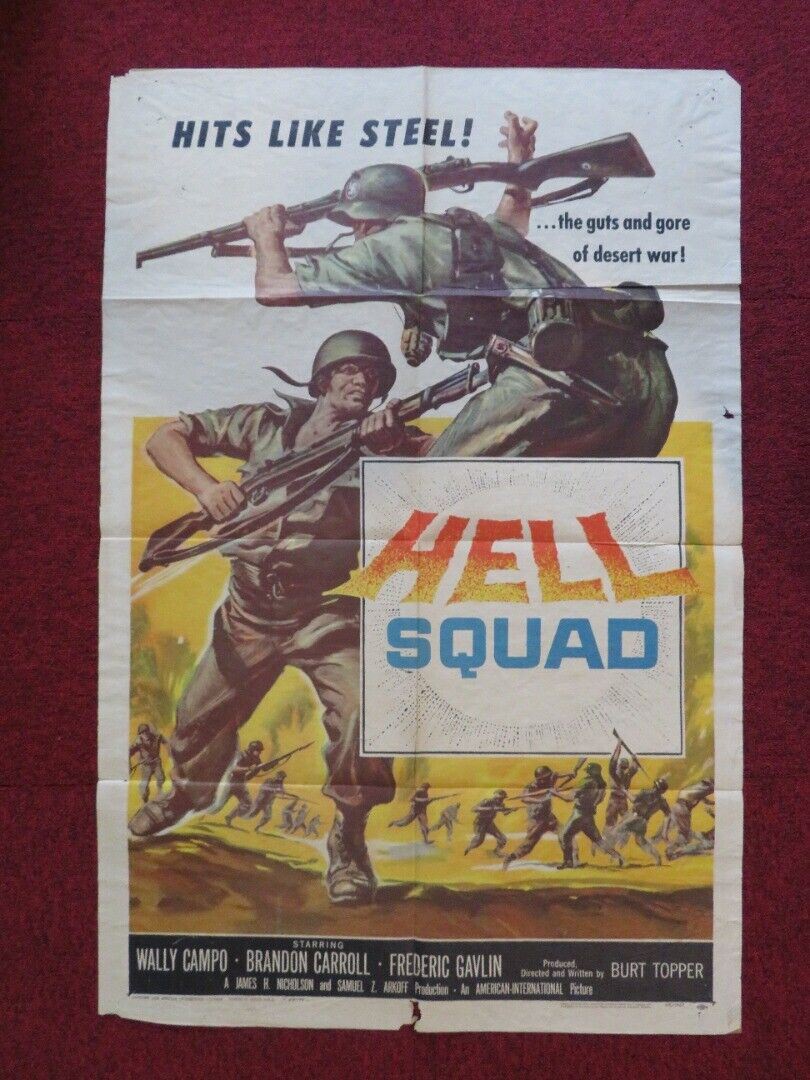 HITS LIKE STEEL!
...the guts and gore
of desert war!
HELL
SQUAD
STARRING
WALLY CAMPO · BRANDON CARROLL · FREDERIC GAVLIN
Produced,
Directed and Written by BURT TOPPER
A JAMES H. NICHOLSON and SAMUEL Z. ARKOFF Production · An AMERICAN-INTERNATIONAL Picture